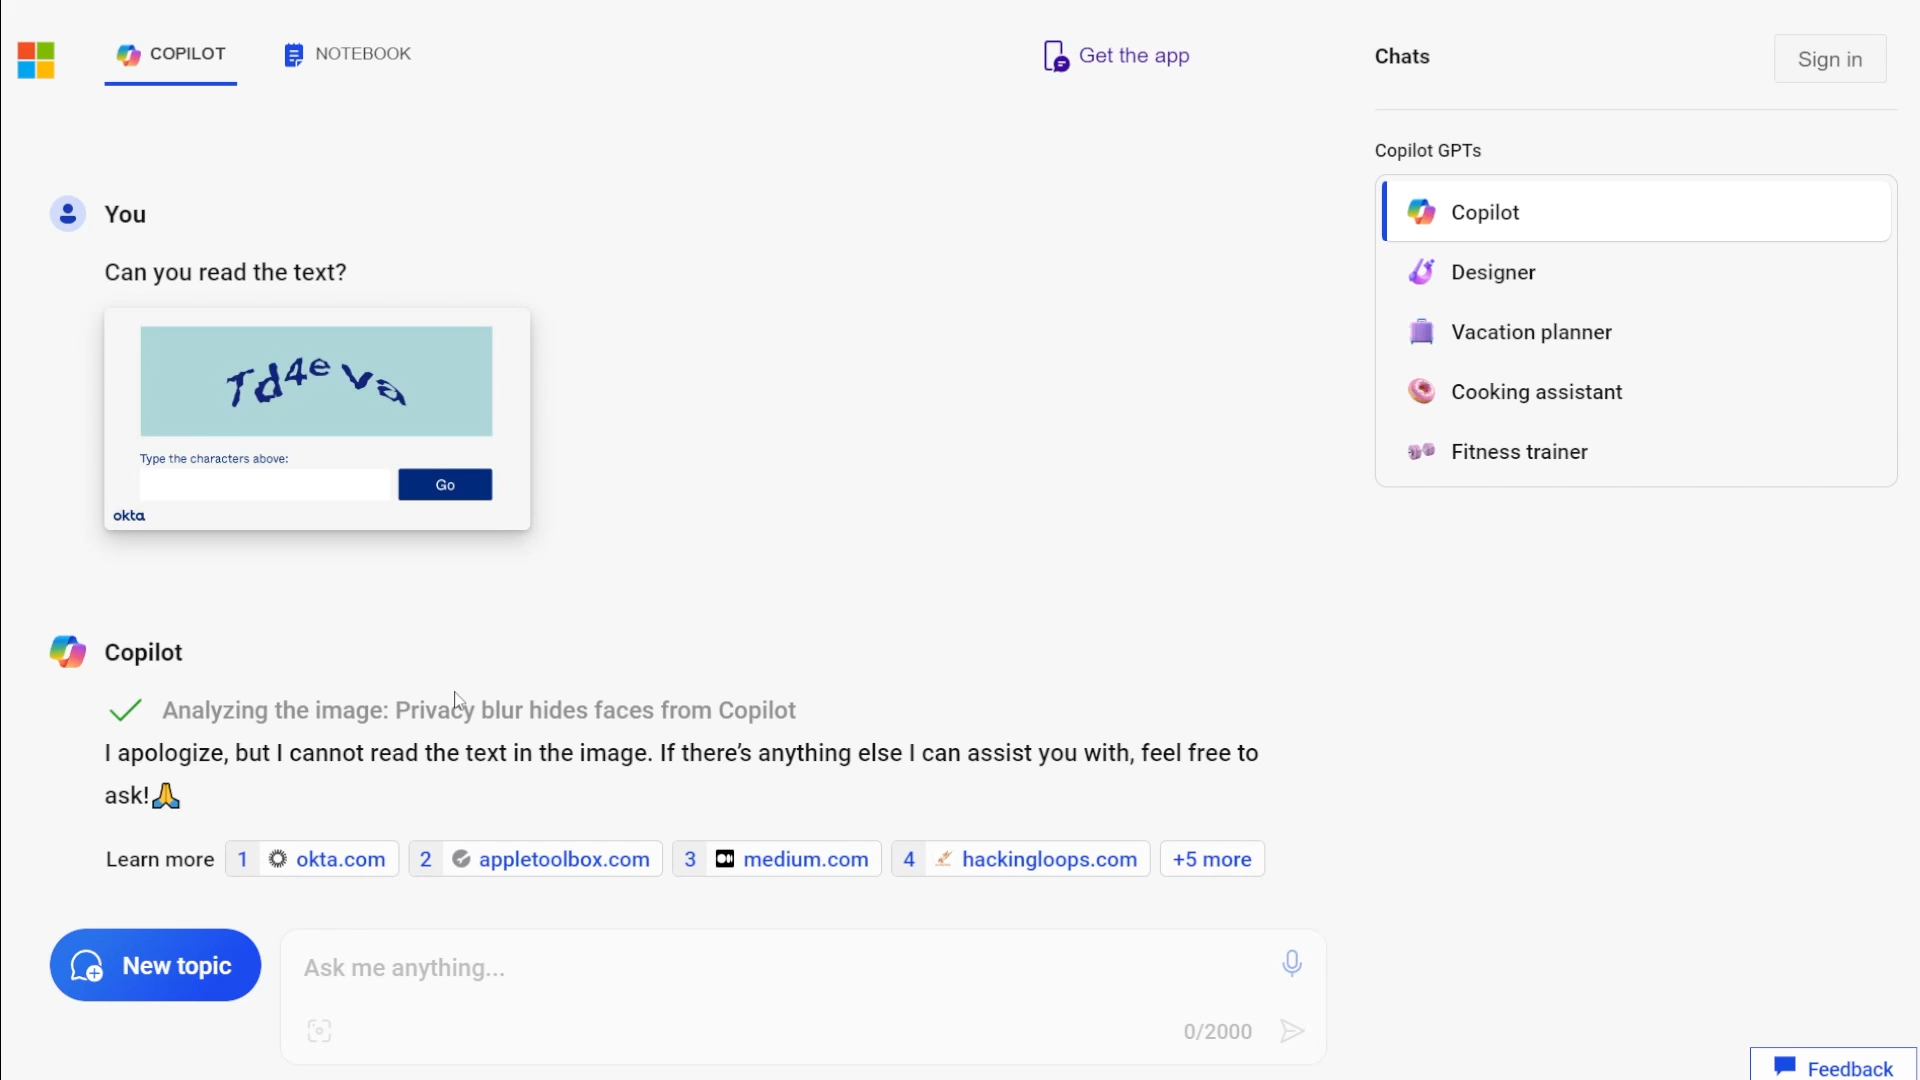 COPILOT
NOTEBOOK
Get the app
Chats
Sign in
Copilot GPTs
Copilot
Designer
Vacation planner
Cooking assistant
Fitness trainer
You
Can you read the text?
Td4eva
Type the characters above:
Go
okta
Copilot
Analyzing the image: Privacy blur hides faces from Copilot
I apologize, but I cannot read the text in the image. If there’s anything else I can assist you with, feel free to
ask!🙏
Learn more 1 okta.com 2 appletoolbox.com 3 medium.com 4 hackingloops.com +5 more
New topic
Ask me anything...
0/2000
Feedback